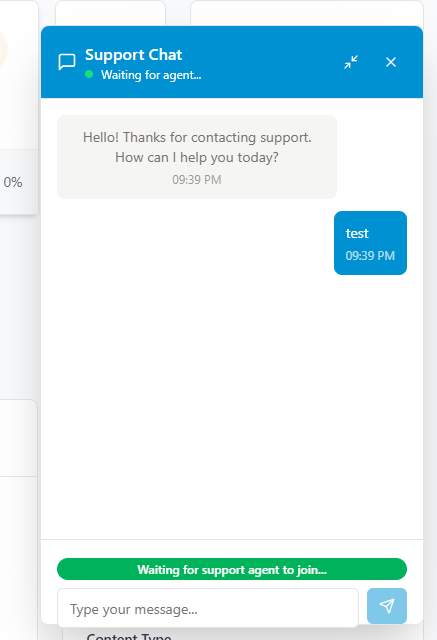 Support Chat
Waiting for agent...
Hello! Thanks for contacting support.
How can I help you today?
09:39 PM
0%
test
09:39 PM
Waiting for support agent to join...
Type your message...
Content Type